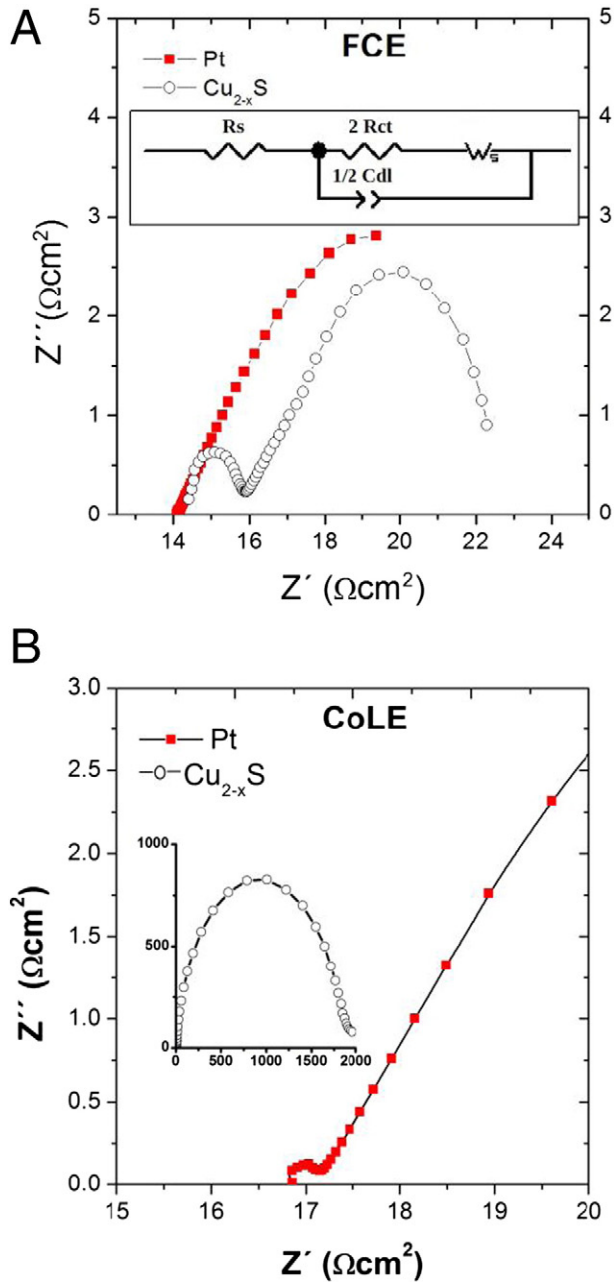 A
FCE
Pt
Cu2-xS
Rs
2 Rct
Ws
1/2 Cdl
5
4
3
2
1
0
5
4
3
2
1
0
14 16 18 20 22 24
Z´´(Ωcm²)
Z´ (Ωcm²)
B
CoLE
Pt
Cu2-xS
3.0
2.5
2.0
1.5
1.0
0.5
0.0
1000
500
0
0 500 1000 1500 2000
15 16 17 18 19 20
Z´´ (Ωcm²)
Z´ (Ωcm²)